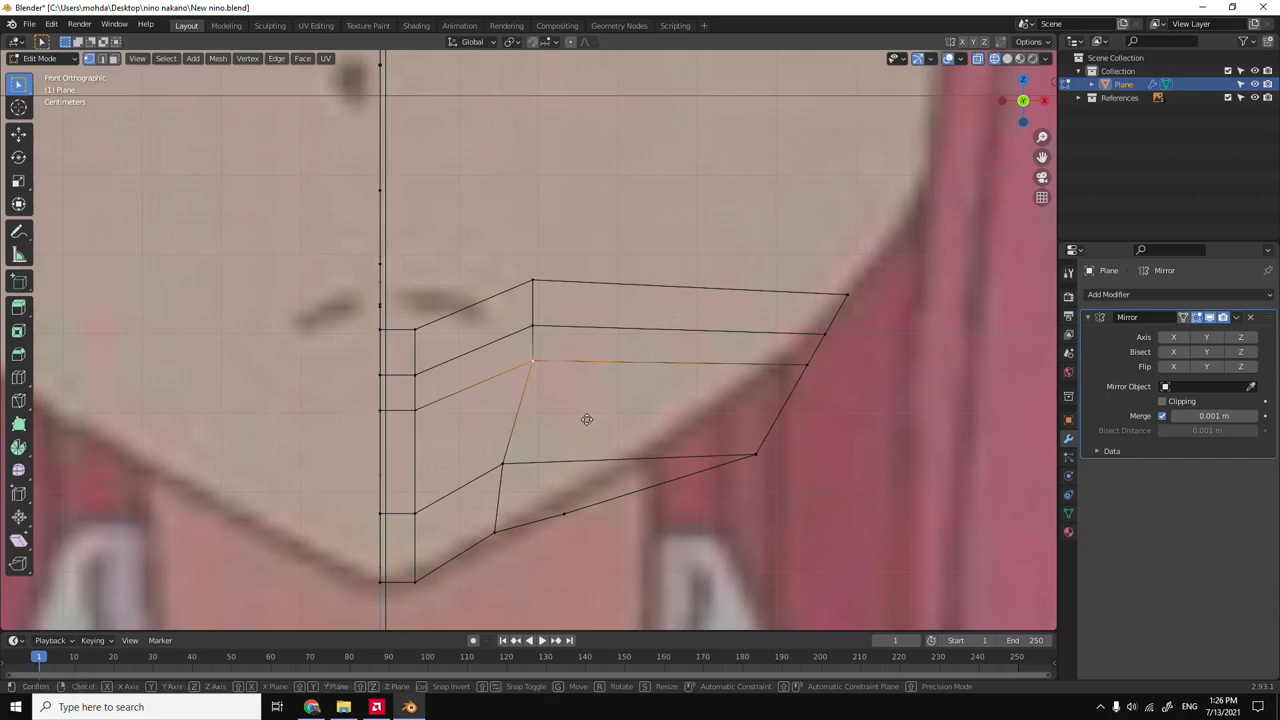 Blender* [C:\Users\mohda\Desktop\nino nakano\New nino.blend]
File Edit Render Window Help Layout Modeling Sculpting UV Editing Texture Paint Shading Animation Rendering Compositing Geometry Nodes Scripting + Scene View Layer
Global X Y Z Options
Edit Mode View Select Add Mesh Vertex Edge Face UV
Front Orthographic
(1) Plane
Centimeters
Z
Y
X
Scene Collection
Collection
Plane
References
Plane Mirror
Add Modifier
Mirror
Axis X Y Z
Bisect X Y Z
Flip X Y Z
Mirror Object
Clipping
Merge 0.001 m
Bisect Distance 0.001 m
Data
Playback Keying View Marker 1 Start 1 End 250
1 10 20 30 40 50 60 70 80 90 100 110 120 130 140 150 160 170 180 190 200 210 220 230 240 250
Confirm Cancel X X Axis Y Y Axis Z Z Axis X X Plane Y Y Plane Z Z Plane Ctrl Snap Invert Snap Toggle G Move R Rotate S Resize Automatic Constraint Automatic Constraint Plane Precision Mode 2.93.1
Type here to search ENG 1:26 PM
7/13/2021